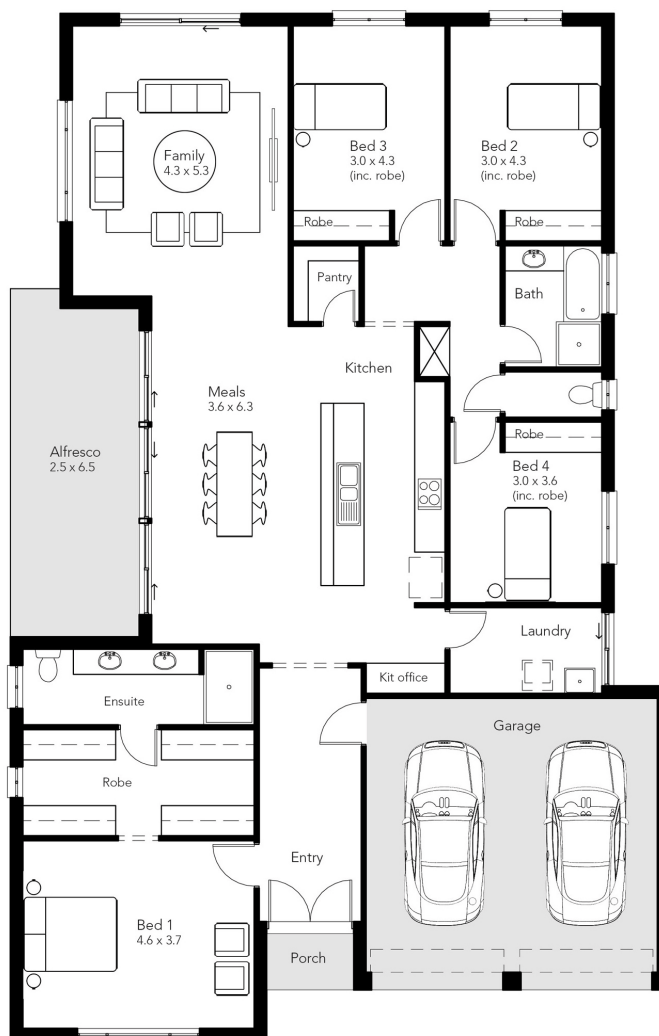 Family
4.3 x 5.3
Bed 3
3.0 x 4.3
(inc. robe)
Bed 2
3.0 x 4.3
(inc. robe)
Robe
Robe
Pantry
Bath
Kitchen
Meals
3.6 x 6.3
Alfresco
2.5 x 6.5
Robe
Bed 4
3.0 x 3.6
(inc. robe)
Laundry
Kit office
Ensuite
Garage
Robe
Entry
Bed 1
4.6 x 3.7
Porch